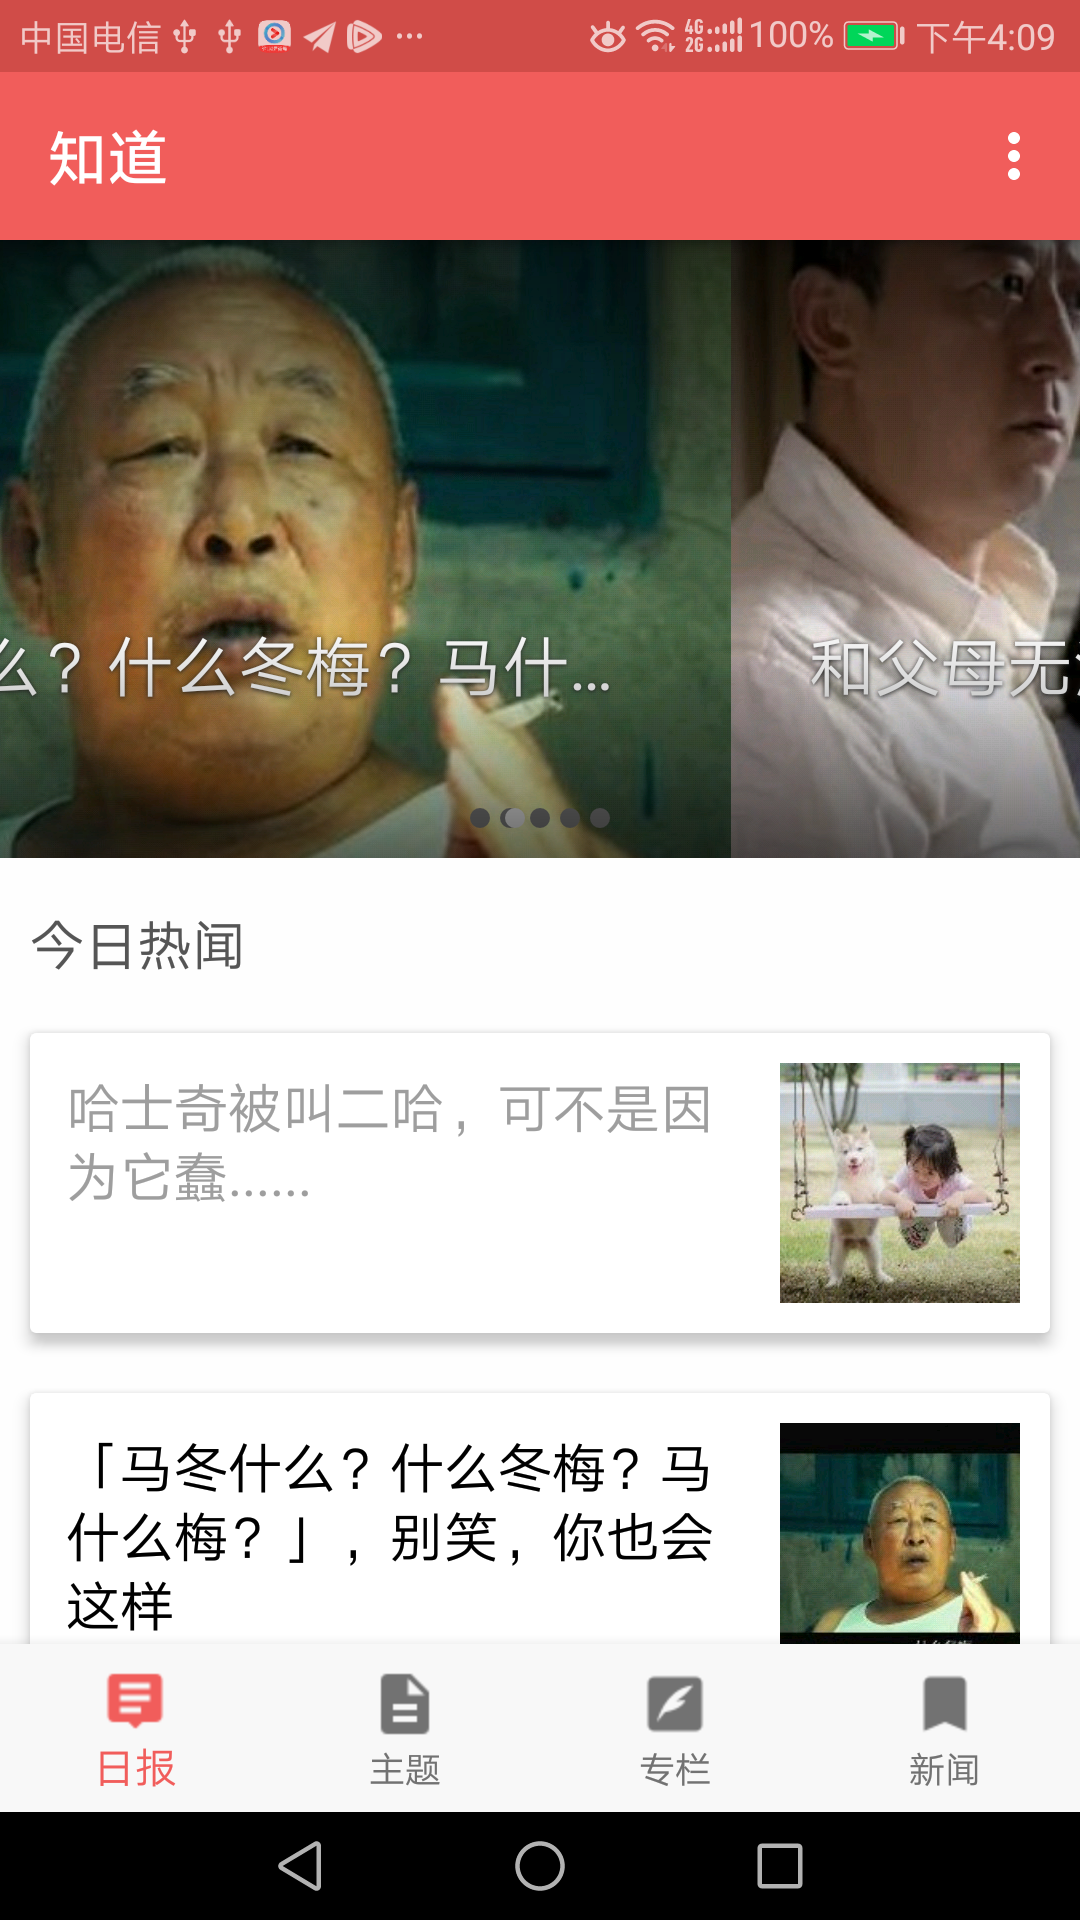 中国电信 100% 下午4:09
4G
2G
知道
么？什么冬梅？马什...
和父母无
今日热闻
哈士奇被叫二哈，可不是因
为它蠢......
「马冬什么？什么冬梅？马
什么梅？」，别笑，你也会
这样
日报 主题 专栏 新闻